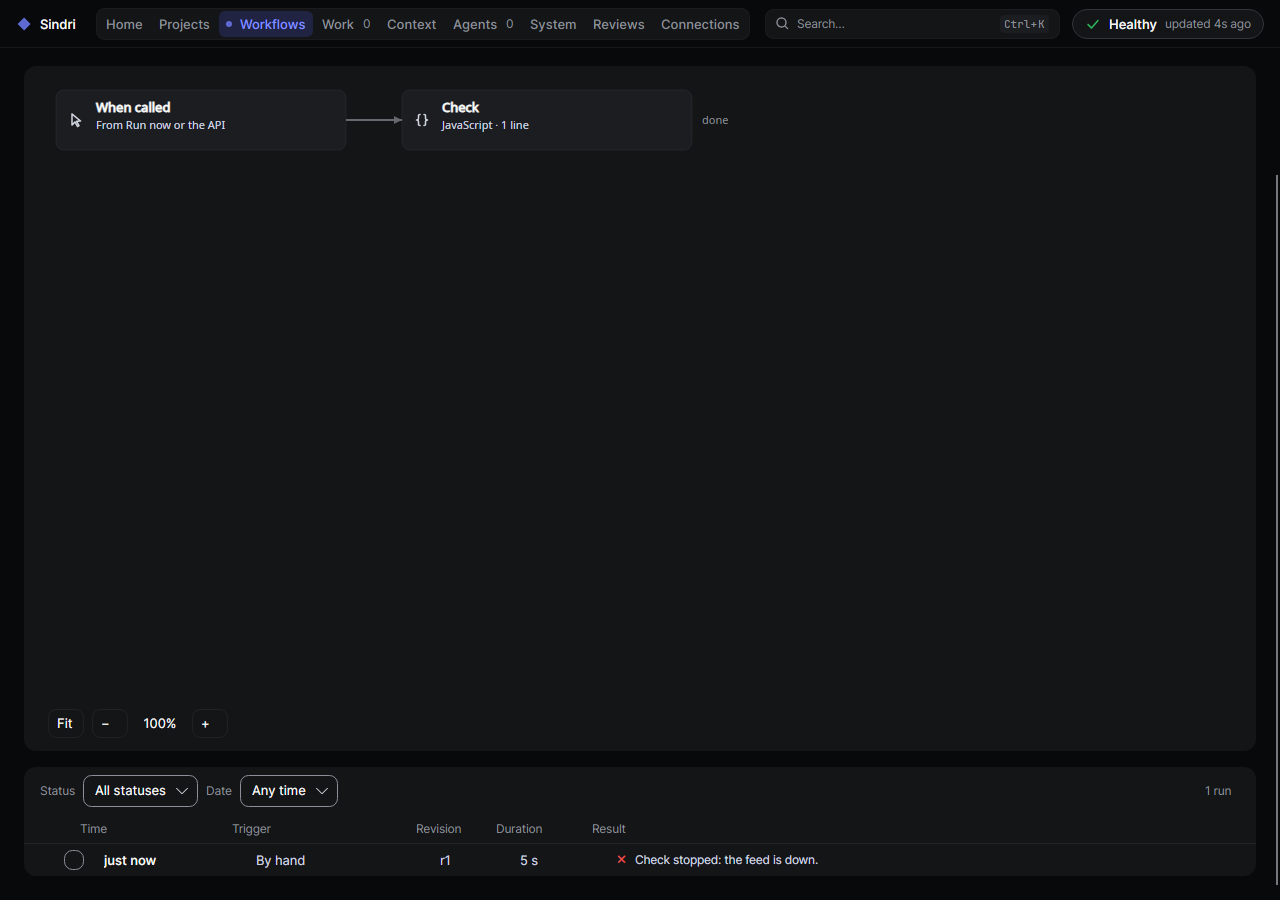 Sindri Home Projects Workflows Work 0 Context Agents 0 System Reviews Connections Search... Ctrl+K Healthy updated 4s ago
When called
From Run now or the API
Check
JavaScript · 1 line
done
Fit − 100% +
Status All statuses Date Any time 1 run
Time Trigger Revision Duration Result
just now By hand r1 5 s Check stopped: the feed is down.